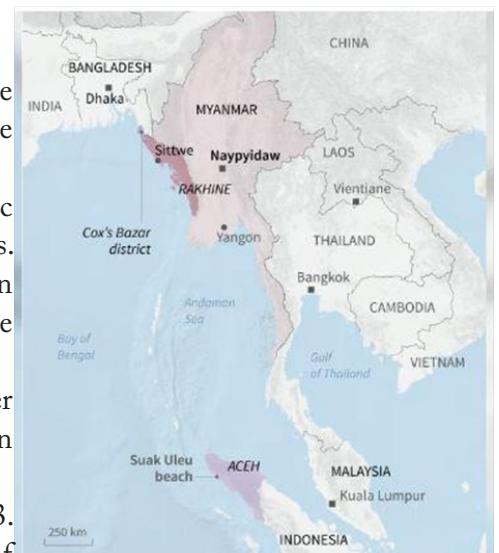 CHINA
BANGLADESH
Dhaka
INDIA
MYANMAR
Sittwe
Naypyidaw
LAOS
RAKHINE
Vientiane
Cox's Bazar
district
Yangon
THAILAND
Bangkok
Andaman
Sea
CAMBODIA
Bay of
Bengal
Gulf
of Thailand
VIETNAM
Suak Uleu
beach
ACEH
MALAYSIA
Kuala Lumpur
250 km
INDONESIA